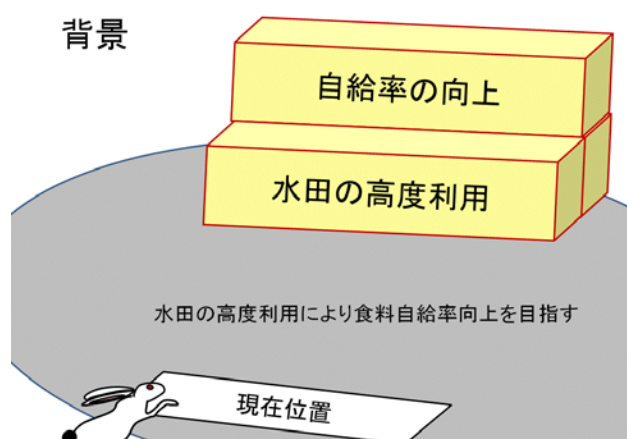 背景
自給率の向上
水田の高度利用
水田の高度利用により食料自給率向上を目指す
現在位置